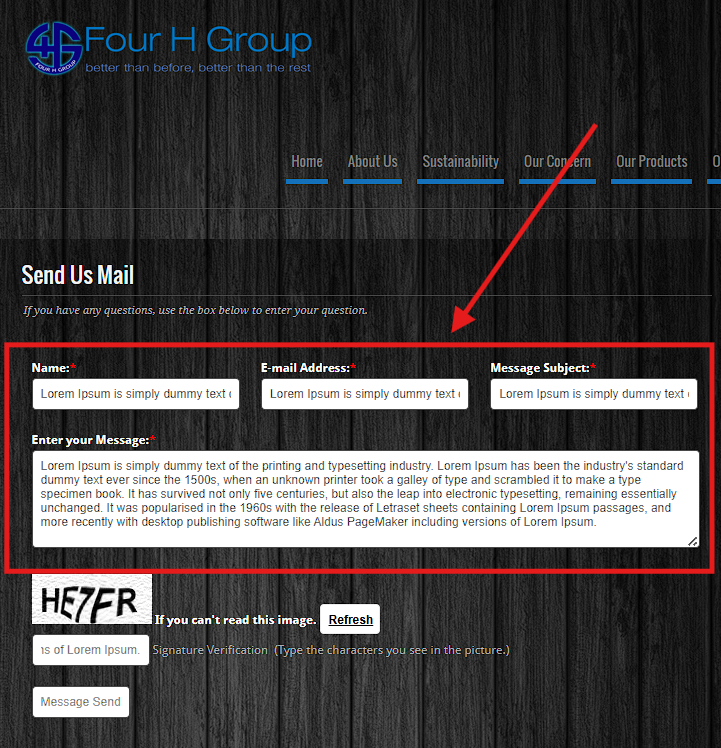 4HG
FOUR H GROUP
Four H Group
better than before, better than the rest
Home About Us Sustainability Our Concern Our Products O
Send Us Mail
If you have any questions, use the box below to enter your question.
Name:* E-mail Address:* Message Subject:*
Lorem Ipsum is simply dummy text Lorem Ipsum is simply dummy text Lorem Ipsum is simply dummy text
Enter your Message:*
Lorem Ipsum is simply dummy text of the printing and typesetting industry. Lorem Ipsum has been the industry's standard
dummy text ever since the 1500s, when an unknown printer took a galley of type and scrambled it to make a type
specimen book. It has survived not only five centuries, but also the leap into electronic typesetting, remaining essentially
unchanged. It was popularised in the 1960s with the release of Letraset sheets containing Lorem Ipsum passages, and
more recently with desktop publishing software like Aldus PageMaker including versions of Lorem Ipsum.
HE7FR If you can't read this image. Refresh
ns of Lorem Ipsum. Signature Verification (Type the characters you see in the picture.)
Message Send